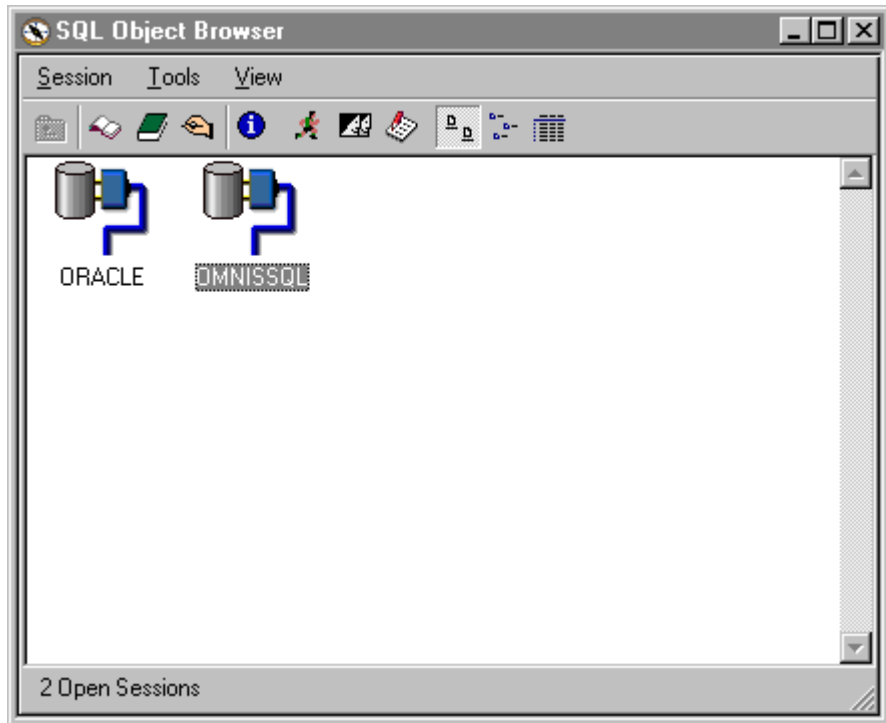 SQL Object Browser
Session Tools View
ORACLE OMNISSQL
2 Open Sessions